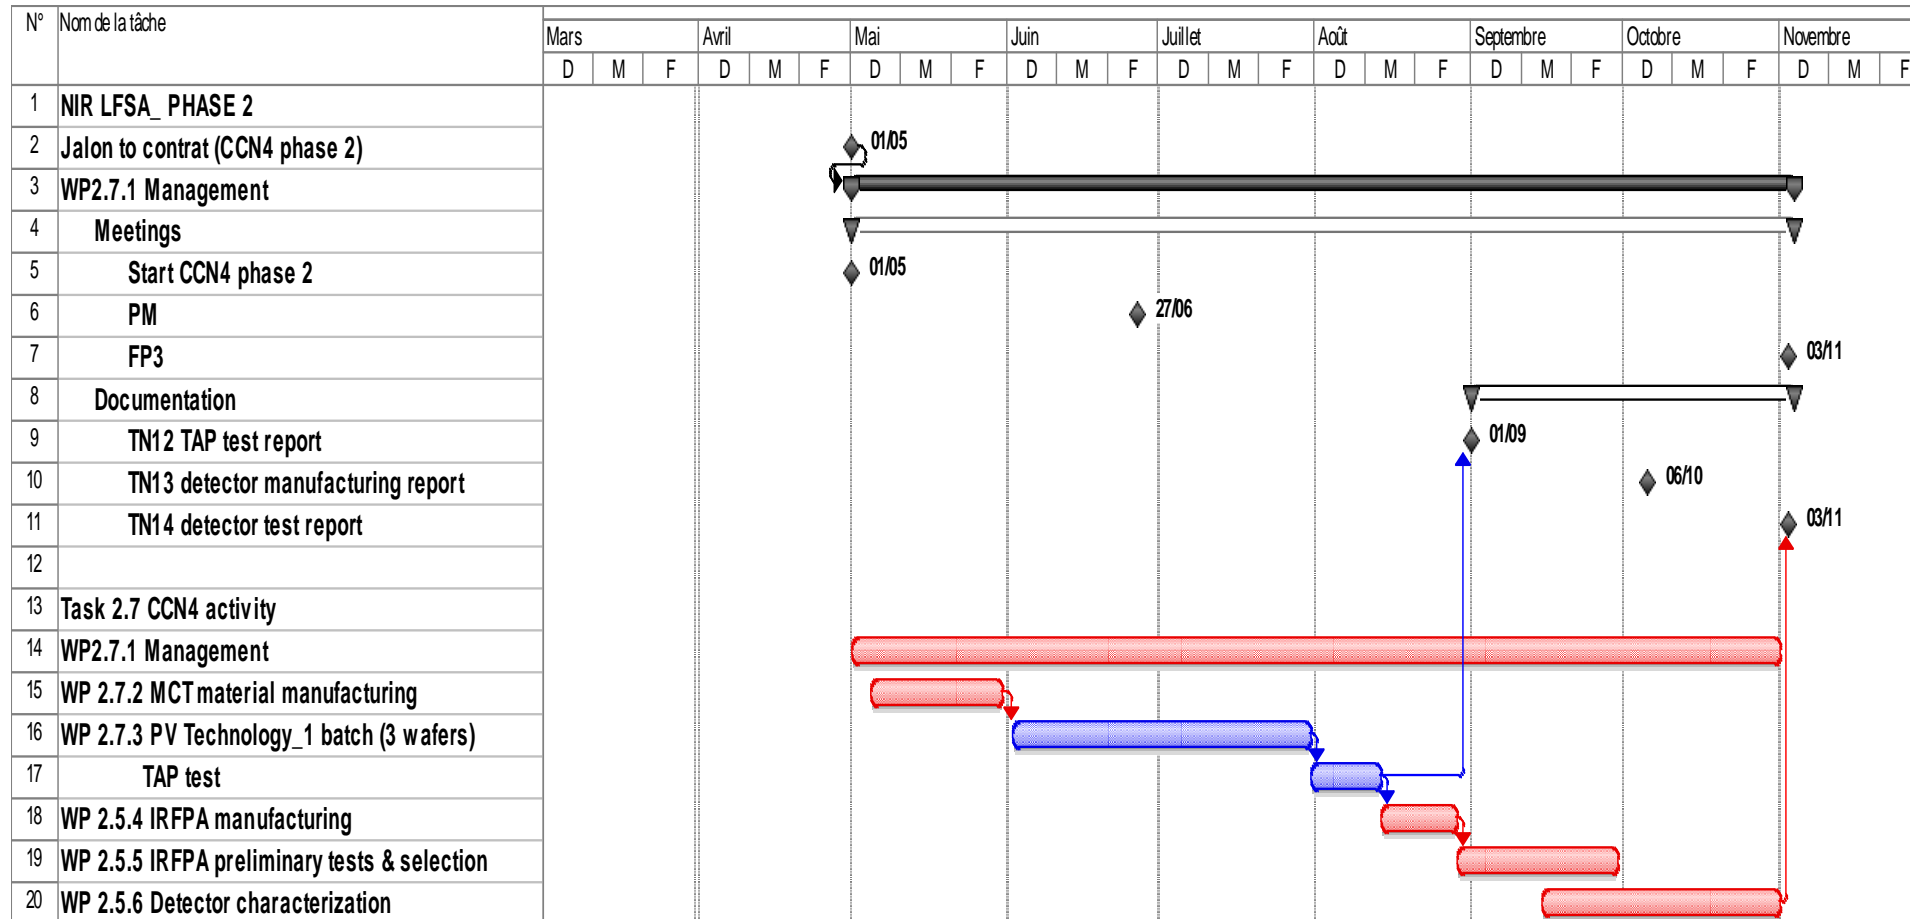 N° Nom de la tâche
Mars Avril Mai Juin Juillet Août Septembre Octobre Novembre
D M F D M F D M F D M F D M F D M F D M F D M F D M F
1 NIR LFSA_ PHASE 2
2 Jalon to contrat (CCN4 phase 2) 01/05
3 WP2.7.1 Management
4 Meetings
5 Start CCN4 phase 2 01/05
6 PM 27/06
7 FP3 03/11
8 Documentation
9 TN12 TAP test report 01/09
10 TN13 detector manufacturing report 06/10
11 TN14 detector test report 03/11
12
13 Task 2.7 CCN4 activity
14 WP2.7.1 Management
15 WP 2.7.2 MCT material manufacturing
16 WP 2.7.3 PV Technology_1 batch (3 wafers)
17 TAP test
18 WP 2.5.4 IRFPA manufacturing
19 WP 2.5.5 IRFPA preliminary tests & selection
20 WP 2.5.6 Detector characterization